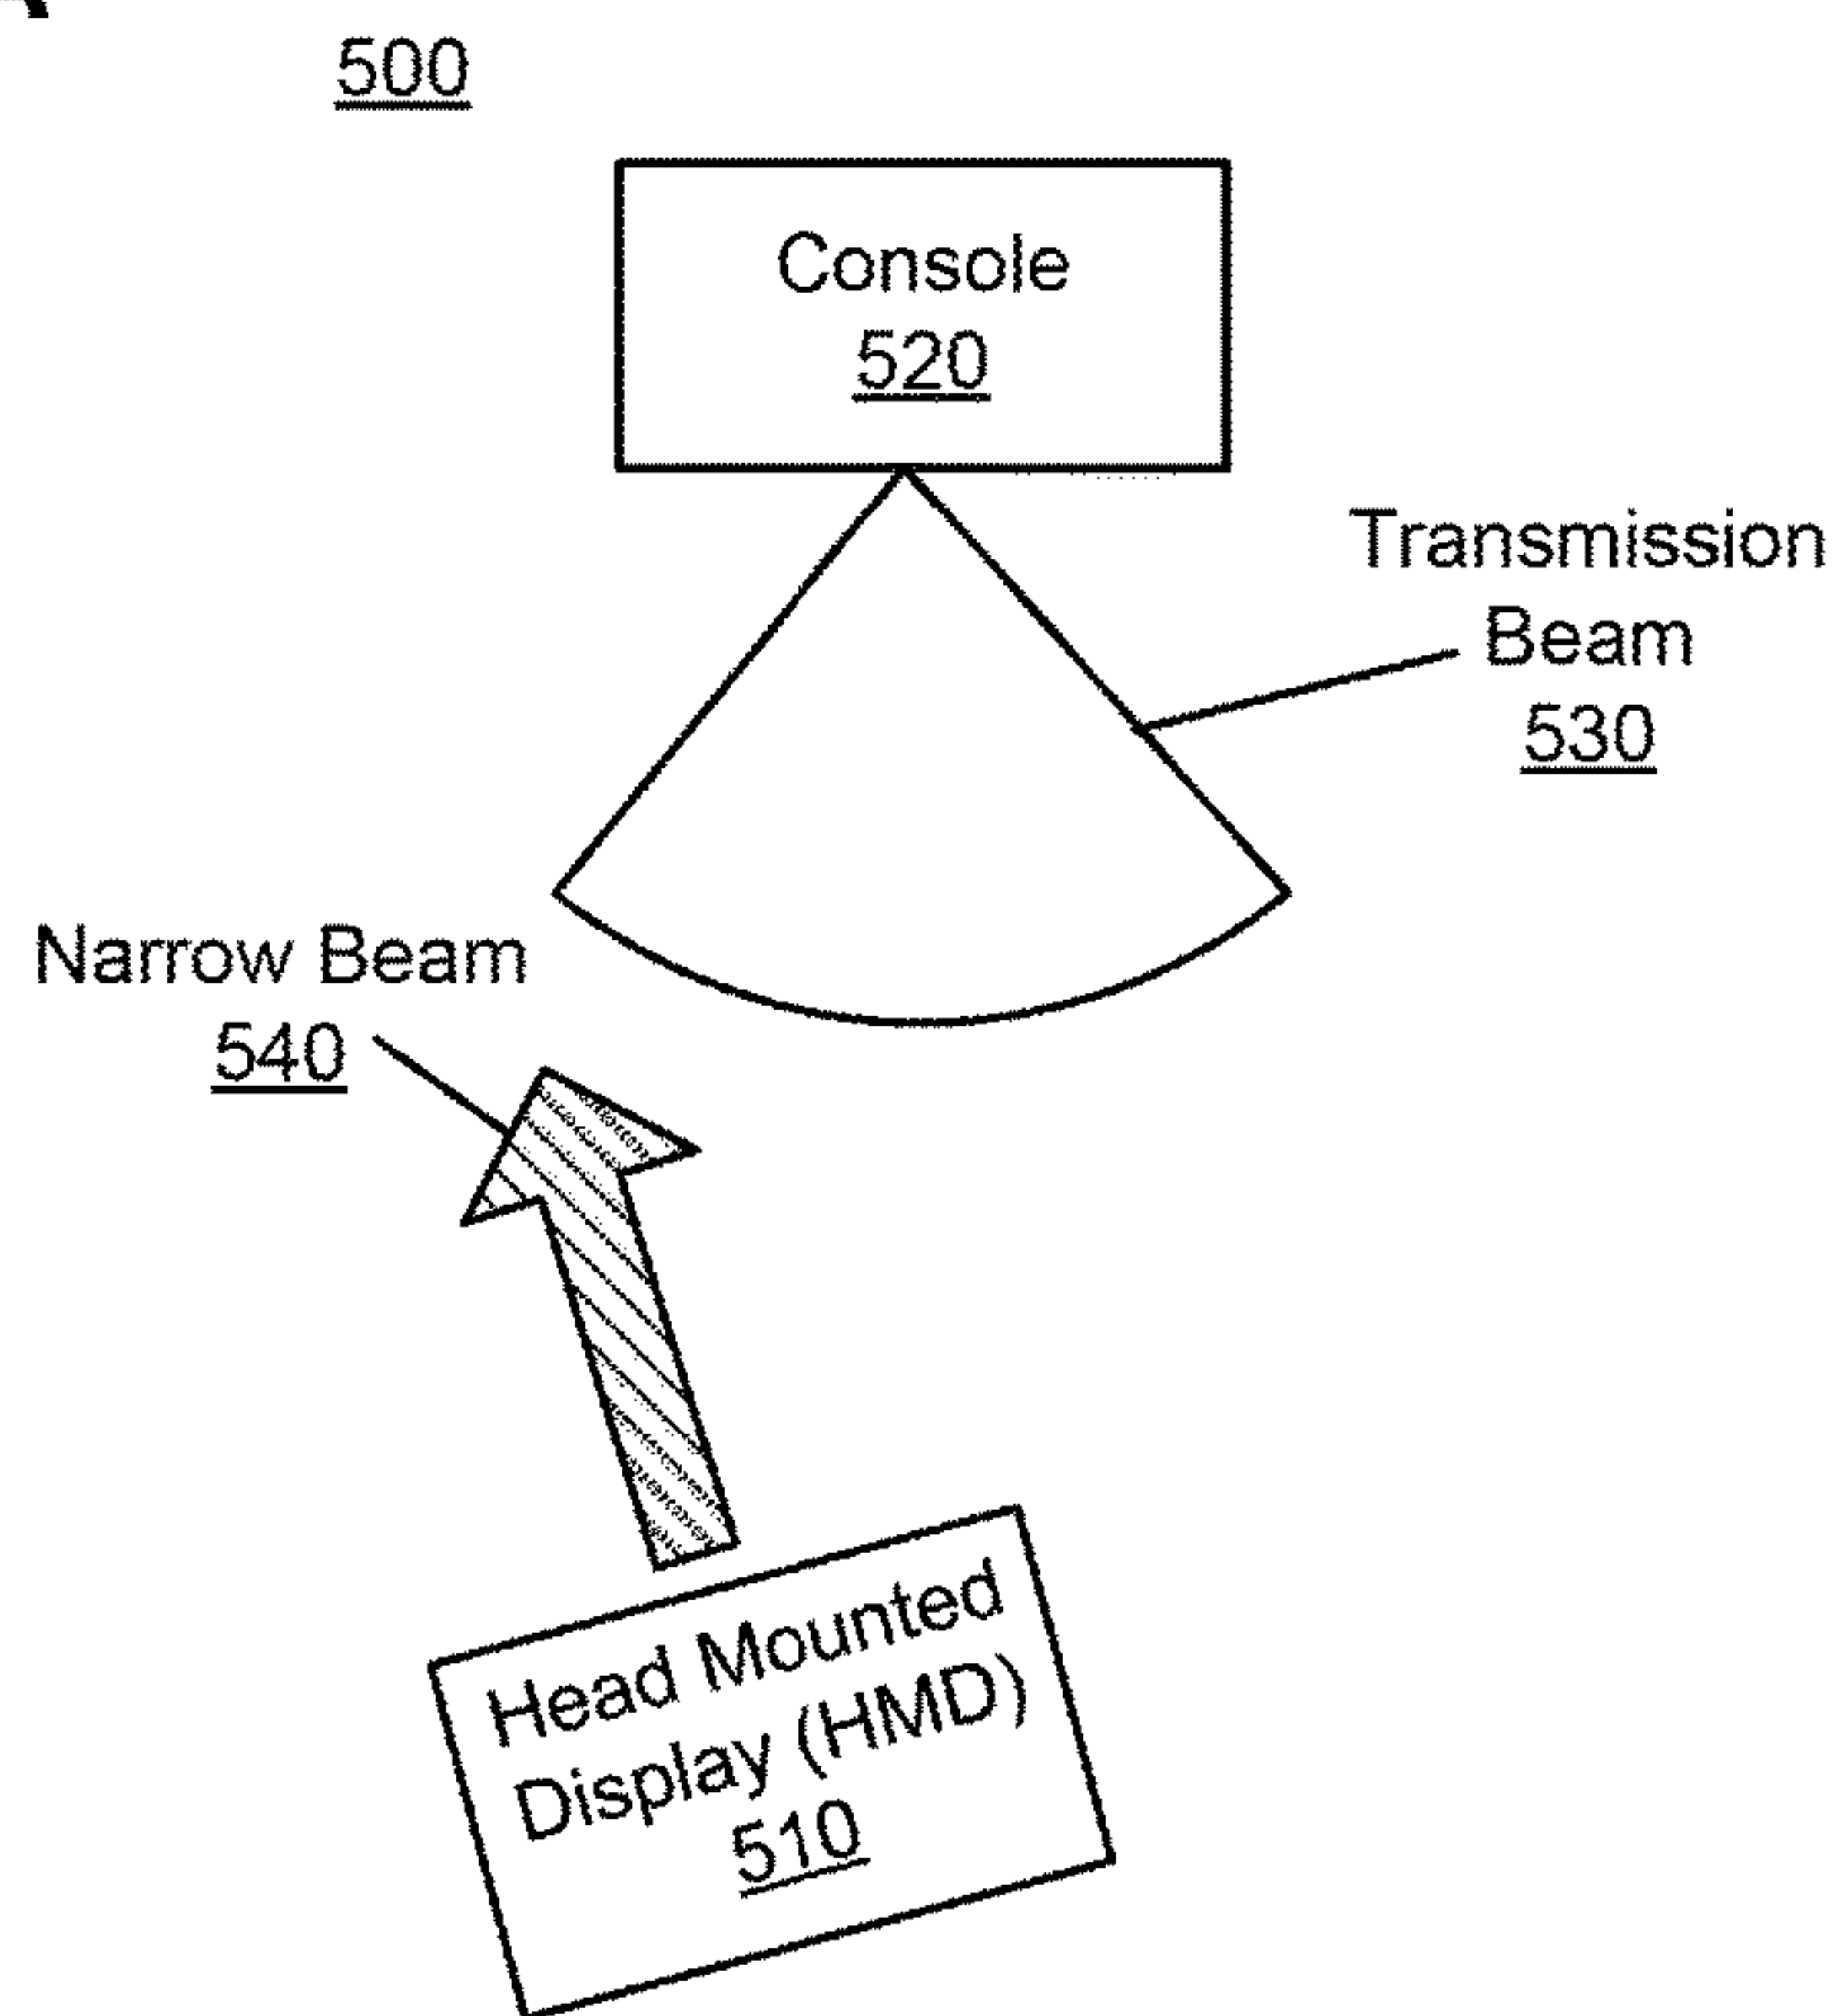 500
Console
520
Transmission
Beam
530
Narrow Beam
540
Head Mounted
Display (HMD)
510